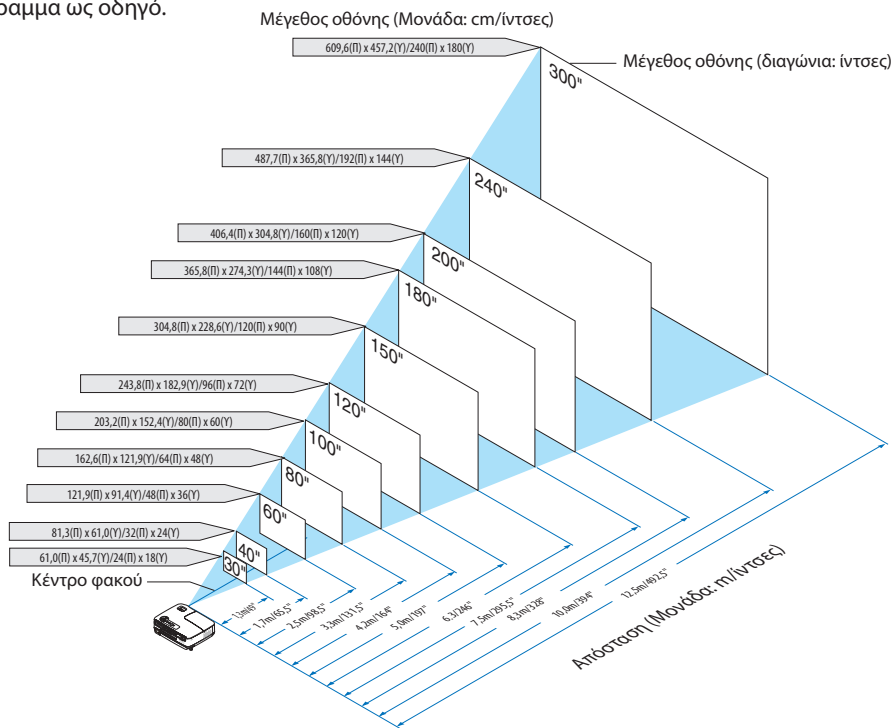 ραμμα ως οδηγό.
Μέγεθος οθόνης (Μονάδα: cm/ίντσες)
609,6(Π) x 457,2(Υ)/240(Π) x 180(Υ)
Μέγεθος οθόνης (διαγώνια: ίντσες)
300"
487,7(Π) x 365,8(Υ)/192(Π) x 144(Υ)
240"
406,4(Π) x 304,8(Υ)/160(Π) x 120(Υ)
200"
365,8(Π) x 274,3(Υ)/144(Π) x 108(Υ)
180"
304,8(Π) x 228,6(Υ)/120(Π) x 90(Υ)
150"
243,8(Π) x 182,9(Υ)/96(Π) x 72(Υ)
120"
203,2(Π) x 152,4(Υ)/80(Π) x 60(Υ)
100"
162,6(Π) x 121,9(Υ)/64(Π) x 48(Υ)
80"
121,9(Π) x 91,4(Υ)/48(Π) x 36(Υ)
60"
81,3(Π) x 61,0(Υ)/32(Π) x 24(Υ)
40"
61,0(Π) x 45,7(Υ)/24(Π) x 18(Υ)
30"
Κέντρο φακού
1,3m/49"
1,7m/65,5"
2,5m/98,5"
3,3m/131,5"
4,2m/164"
5,0m/197"
6,3/246"
7,5m/295,5"
8,3m/328"
10,0m/394"
12,5m/492,5"
Απόσταση (Μονάδα: m/ίντσες)